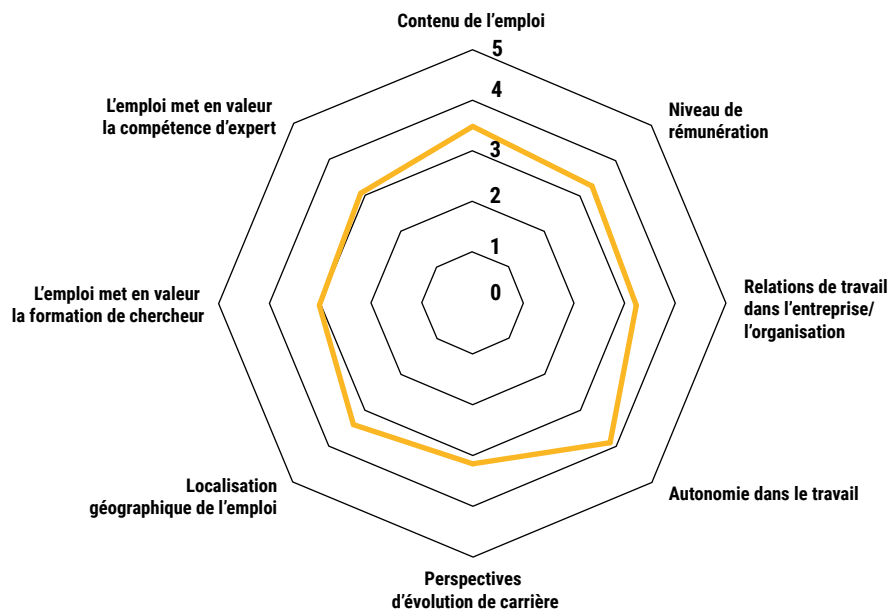 Contenu de l’emploi
5
4
3
2
1
0
L’emploi met en valeur
la compétence d’expert
Niveau de
rémunération
L’emploi met en valeur
la formation de chercheur
Relations de travail
dans l’entreprise/
l’organisation
Localisation
géographique de l’emploi
Autonomie dans le travail
Perspectives
d’évolution de carrière